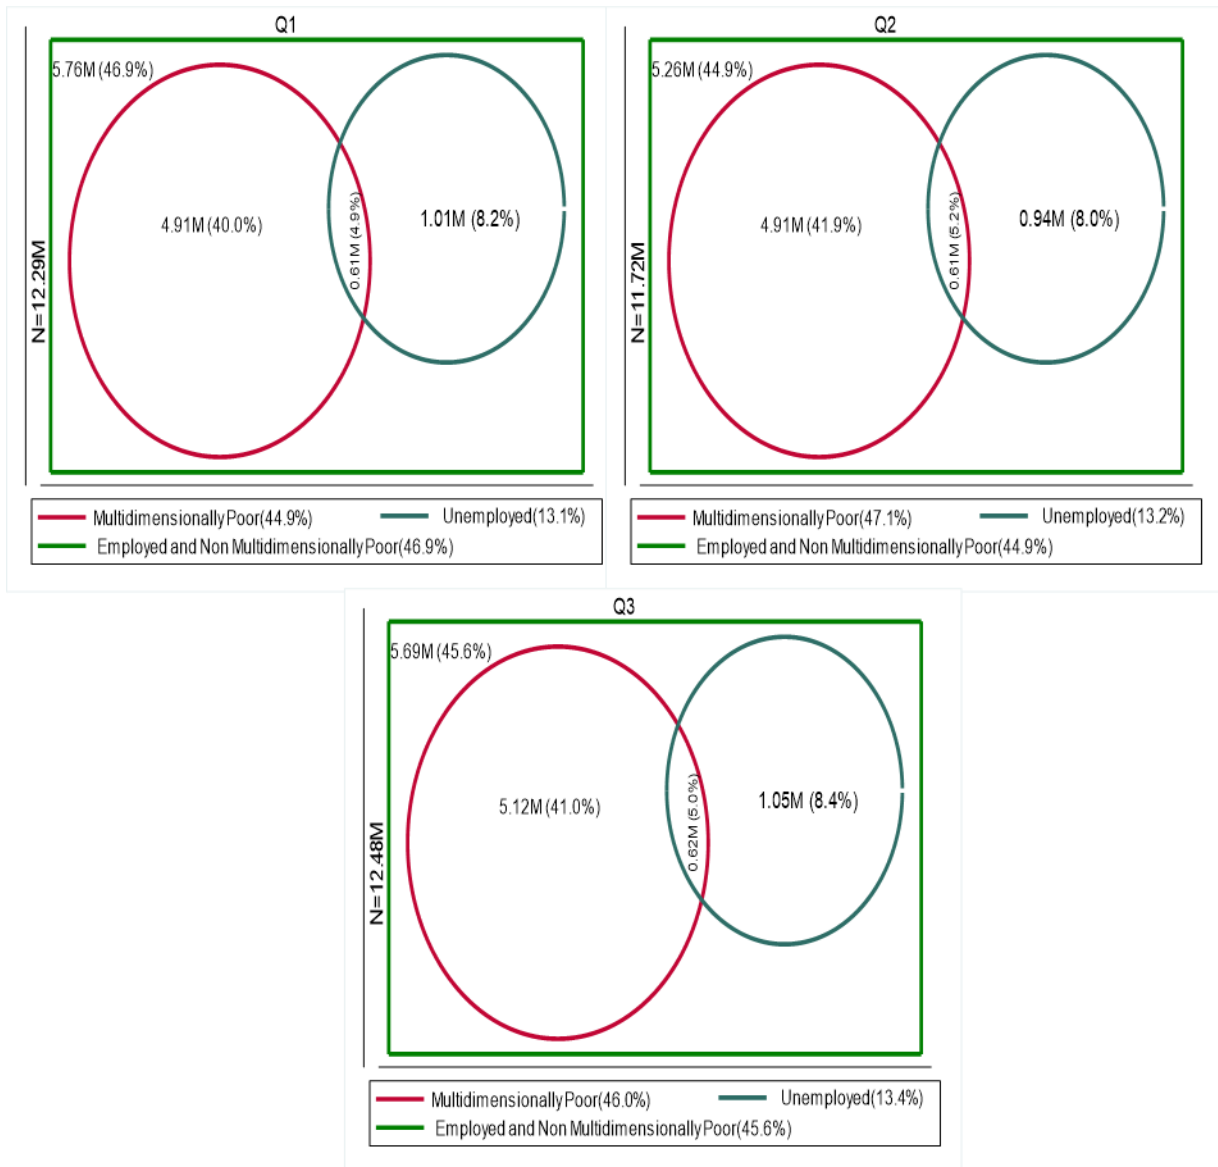 Q1
5.76M (46.9%)
4.91M (40.0%)
0.61M (4.9%)
1.01M (8.2%)
N=12.29M
Multidimensionally Poor(44.9%)
Unemployed(13.1%)
Employed and Non Multidimensionally Poor(46.9%)
Q2
5.26M (44.9%)
4.91M (41.9%)
0.61M (5.2%)
0.94M (8.0%)
N=11.72M
Multidimensionally Poor(47.1%)
Unemployed(13.2%)
Employed and Non Multidimensionally Poor(44.9%)
Q3
5.69M (45.6%)
5.12M (41.0%)
0.62M (5.0%)
1.05M (8.4%)
N=12.48M
Multidimensionally Poor(46.0%)
Unemployed(13.4%)
Employed and Non Multidimensionally Poor(45.6%)